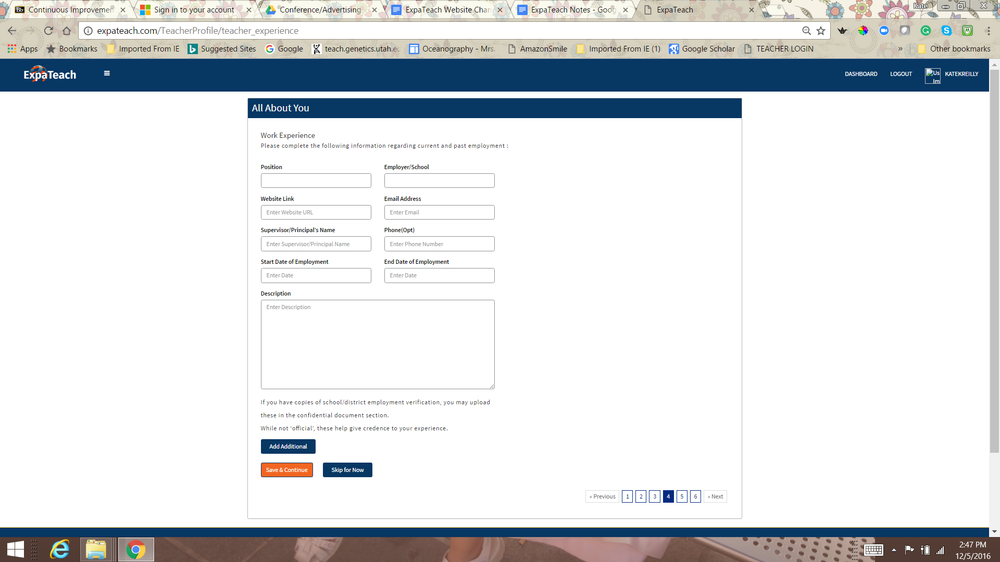 Continuous Improvemen
Sign in to your account
Conference/Advertising
ExpaTeach Website Chan
ExpaTeach Notes - Goog
ExpaTeach
Kate
expateach.com/TeacherProfile/teacher_experience
Apps
Bookmarks
Imported From IE
Suggested Sites
Google
teach.genetics.utah.ec
Oceanography - Mrs.
AmazonSmile
Imported From IE (1)
Google Scholar
TEACHER LOGIN
»
Other bookmarks
ExpaTeach
DASHBOARD
LOGOUT
Us
Im
KATEKREILLY
All About You
Work Experience
Please complete the following information regarding current and past employment :
Position
Employer/School
Website Link
Email Address
Enter Website URL
Enter Email
Supervisor/Principal's Name
Phone(Opt)
Enter Supervisor/Principal Name
Enter Phone Number
Start Date of Employment
End Date of Employment
Enter Date
Enter Date
Description
Enter Description
If you have copies of school/district employment verification, you may upload
these in the confidential document section.
While not ‘official’, these help give credence to your experience.
Add Additional
Save & Continue
Skip for Now
« Previous
1
2
3
4
5
6
» Next
2:47 PM
12/5/2016